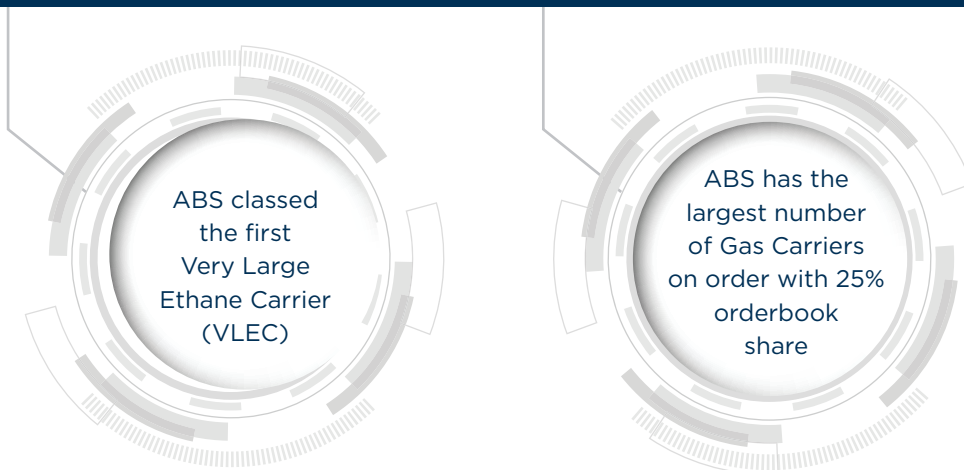 ABS classed
the first
Very Large
Ethane Carrier
(VLEC)
ABS has the
largest number
of Gas Carriers
on order with 25%
orderbook
share